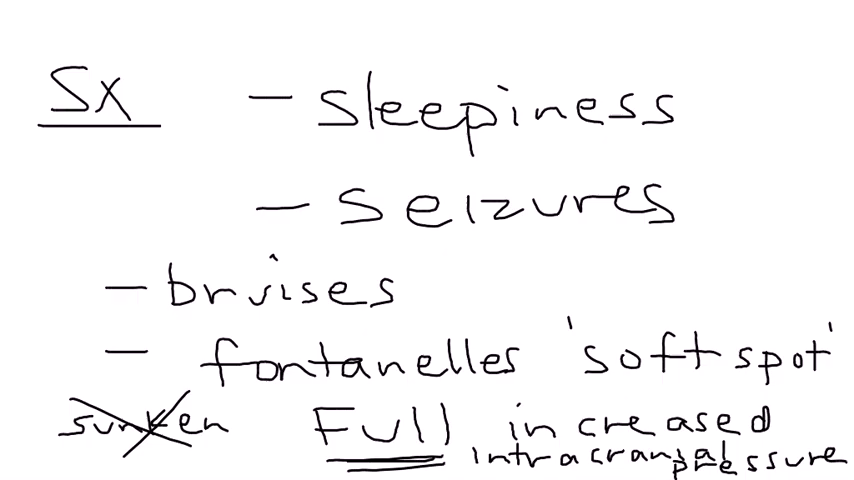 Sx - sleepiness
- seizures
- bruises
- fontanelles 'soft spot'
sunken Full increased
intracranial pressure